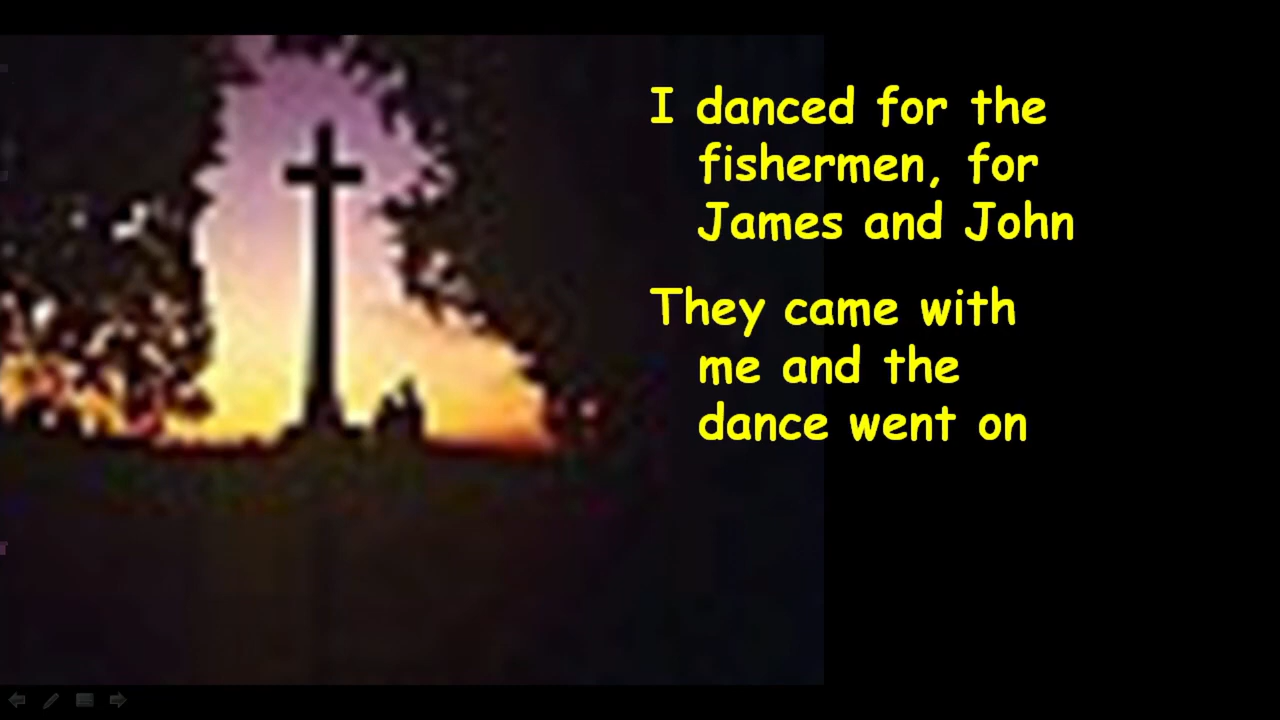 I danced for the
fishermen, for
James and John
They came with
me and the
dance went on